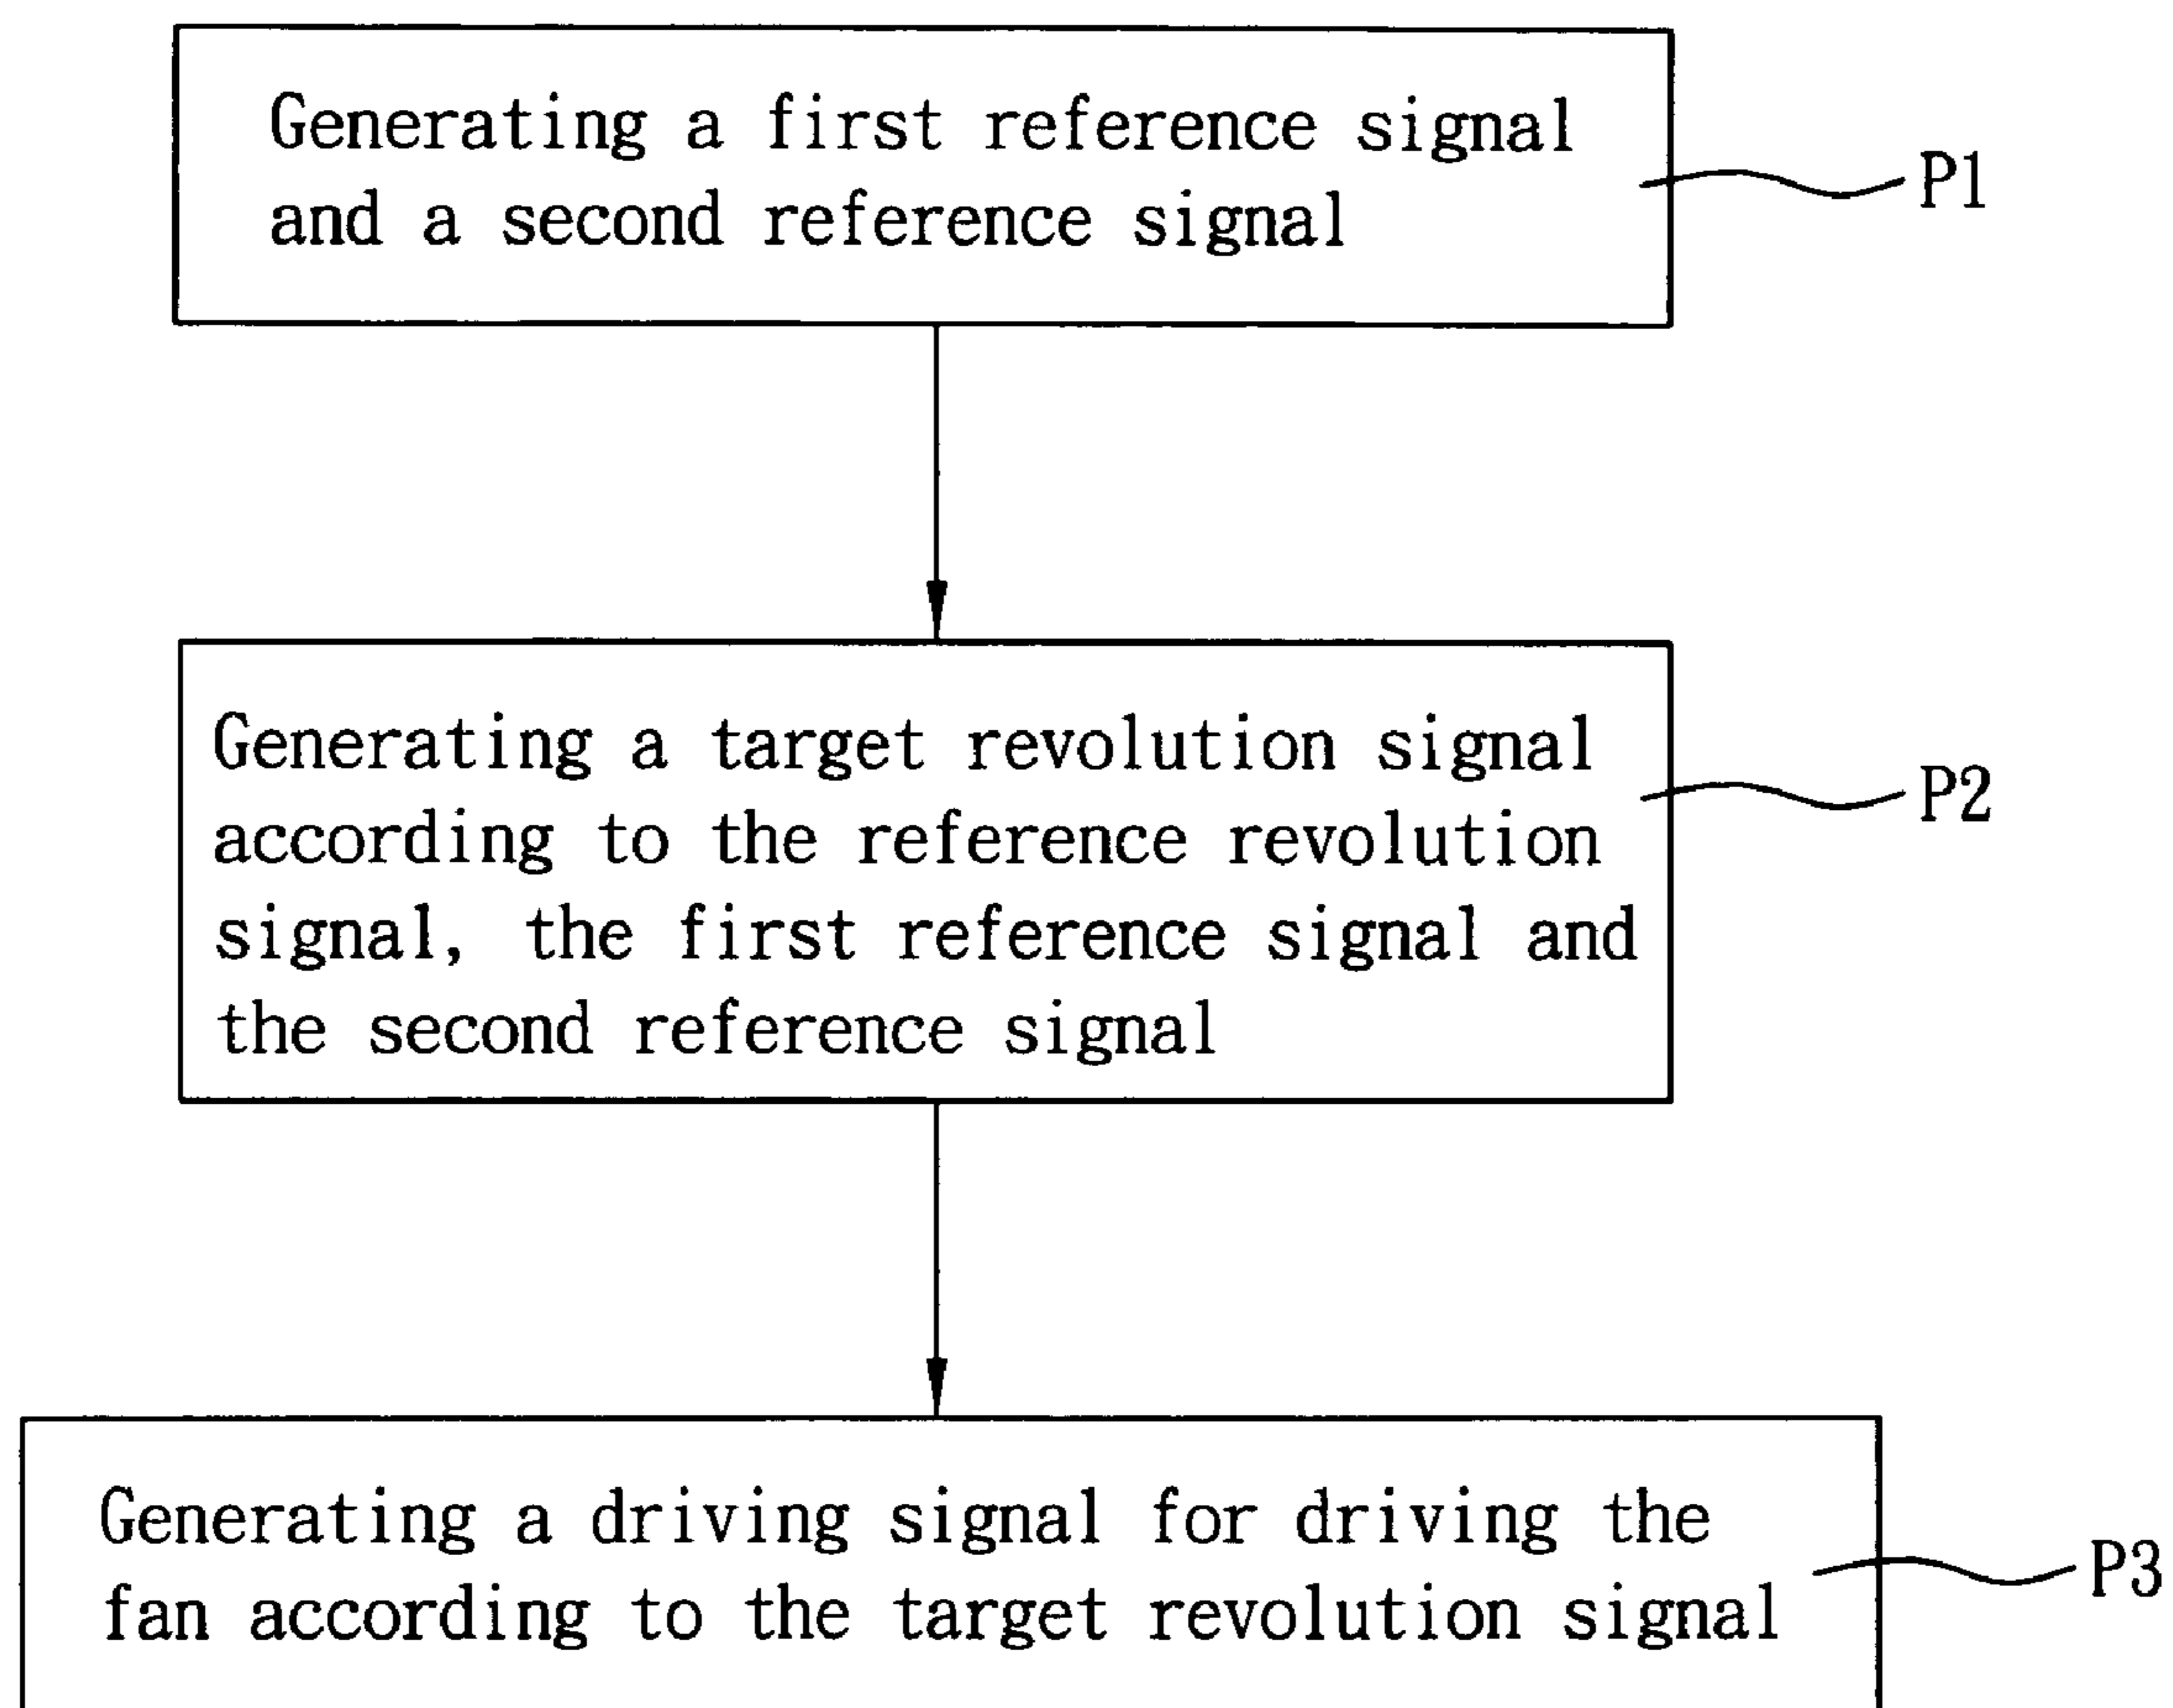 Generating a first reference signal
and a second reference signal
P1
Generating a target revolution signal
according to the reference revolution
signal, the first reference signal and
the second reference signal
P2
Generating a driving signal for driving the
fan according to the target revolution signal
P3